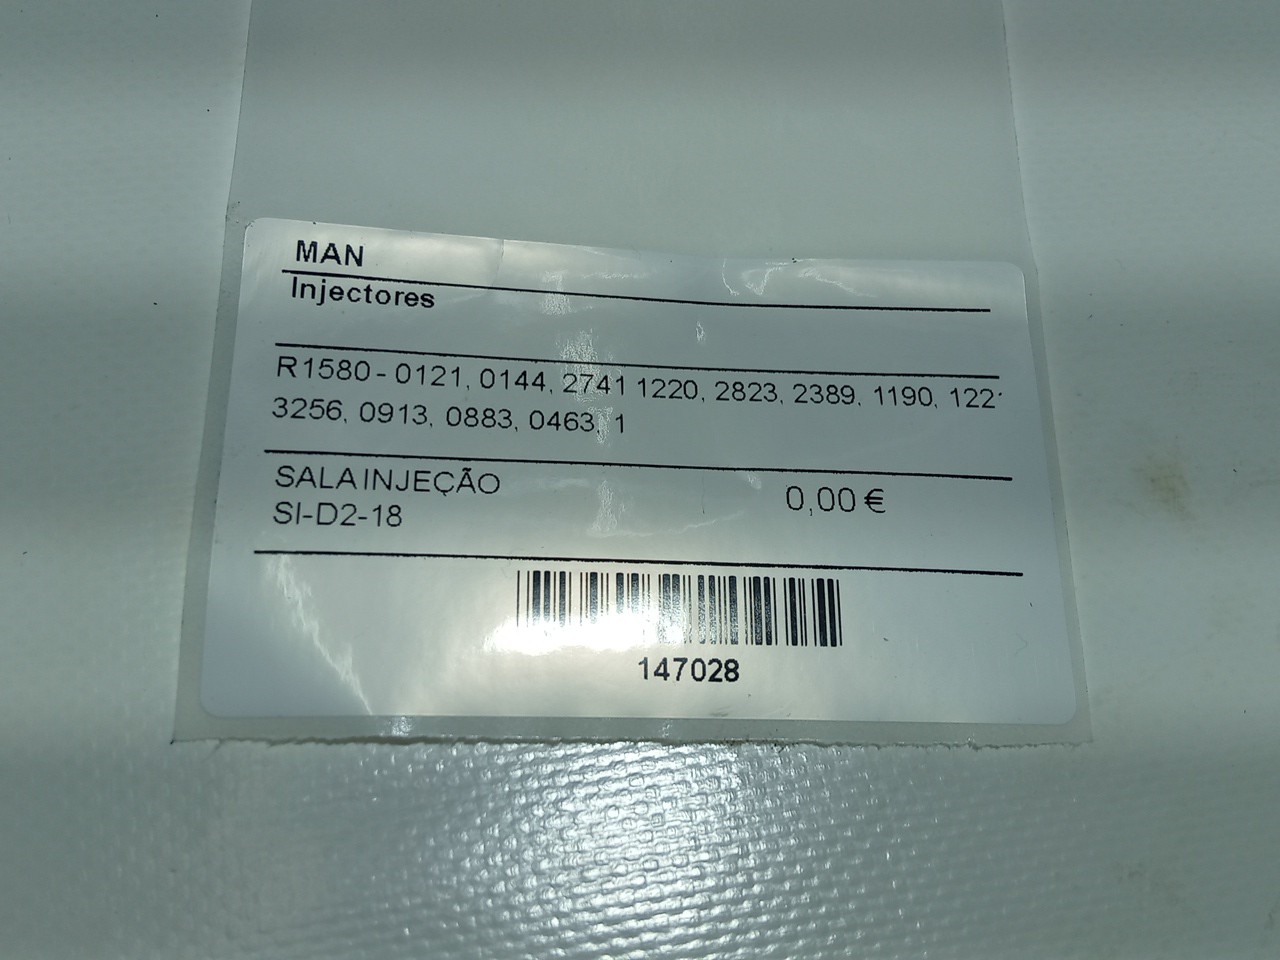 MAN
Injectores
R1580 - 0121, 0144, 2741 1220, 2823, 2389, 1190,
3256, 0913, 0883, 0463, 1
SALA INJEÇÃO 0,00 €
SI-D2-18
147028